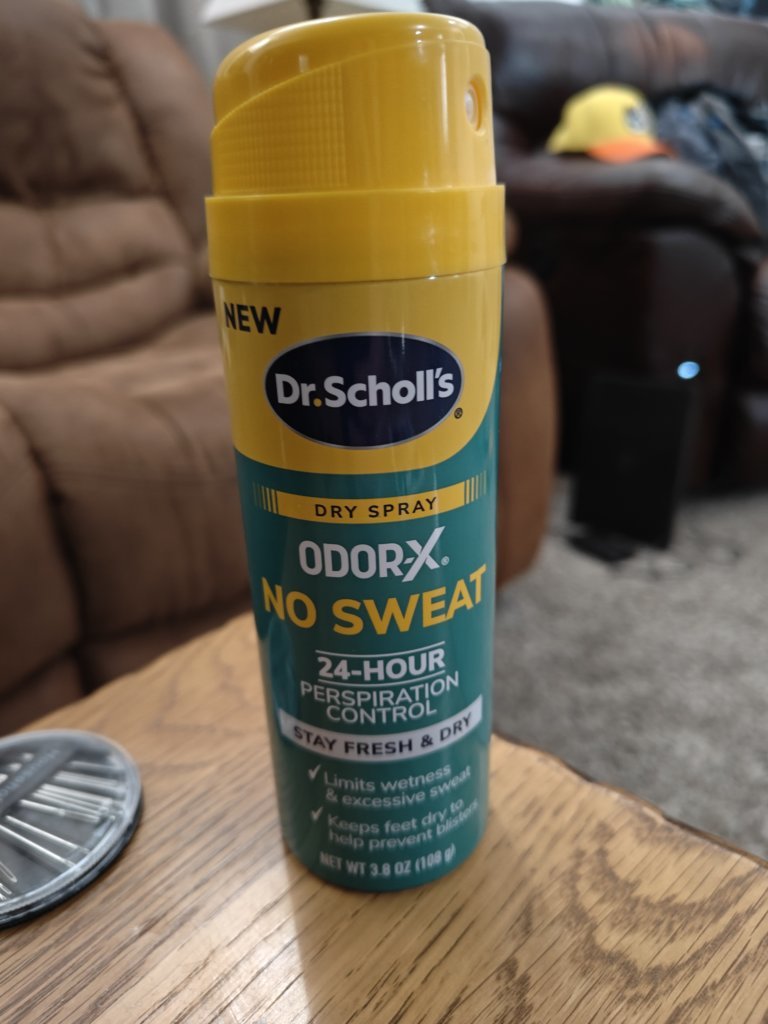 NEW
Dr.Scholl's®
DRY SPRAY
ODOR-X®
NO SWEAT
24-HOUR
PERSPIRATION
CONTROL
STAY FRESH & DRY
✓ Limits wetness
& excessive sweat
✓ Keeps feet dry to
help prevent blisters
NET WT 3.8 OZ (108 g)